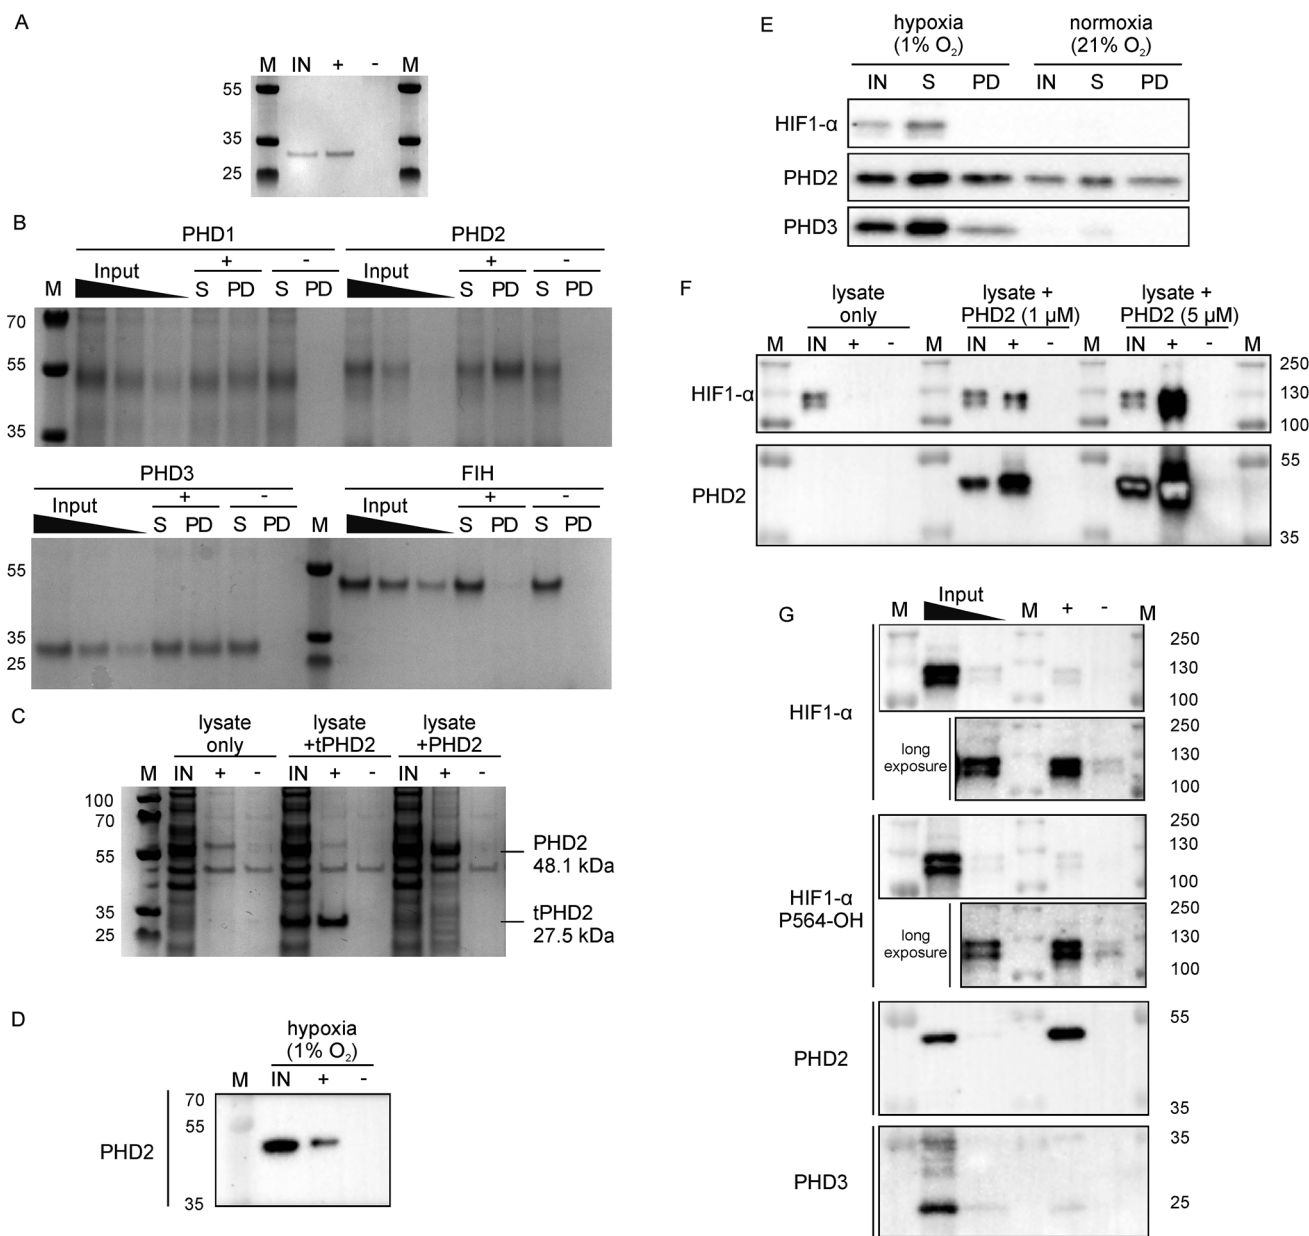 A
M IN + - M
55
35
25
B
PHD1 PHD2
Input + - Input + -
M S PD S PD S PD S PD
70
55
35
PHD3 FIH
Input + - Input + -
S PD S PD M S PD S PD
55
35
25
C
lysate only lysate +tPHD2 lysate +PHD2
M IN + - IN + - IN + -
100
70
55
35
25
PHD2
48.1 kDa
tPHD2
27.5 kDa
D
hypoxia
(1% O₂)
M IN + -
70
55
35
PHD2
E
hypoxia normoxia
(1% O₂) (21% O₂)
IN S PD IN S PD
HIF1-α
PHD2
PHD3
F
lysate lysate + lysate +
only PHD2 (1 µM) PHD2 (5 µM)
M IN + - M IN + - M IN + - M
HIF1-α
250
130
100
PHD2
55
35
G
Input
M M + - M
HIF1-α
250
130
100
long
exposure
250
130
100
HIF1-α
P564-OH
250
130
100
long
exposure
250
130
100
PHD2
55
35
PHD3
35
25